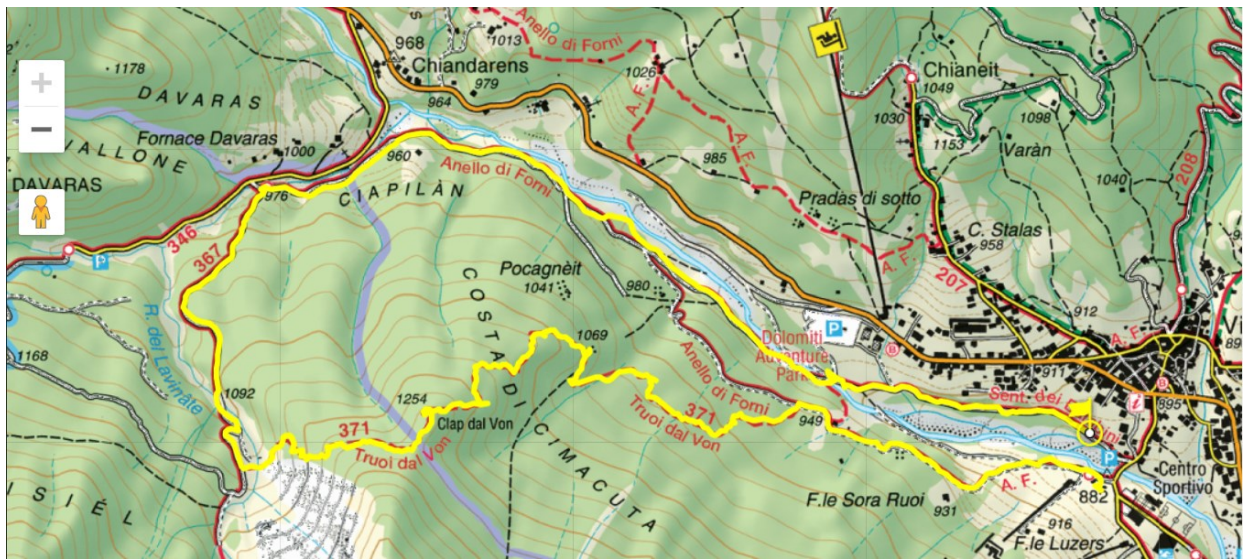 Anello di Forni
1013
968
Chiandarens
979
964
1178
DAVARAS
Fornace Davaras
1000
VALLONE
DAVARAS
976
960
CIAPILÀN
Anello di Forni
1026
A. F.
A. F.
985
Chianeit
1049
1030
1153
1098
Varàn
1040
208
Pradas di sotto
C. Stalas
958
A. F.
207
912
346
367
P
R. del Lavinâte
1168
1092
COSTA DI CIMACUTA
Pocagnèit
1041
980
1069
P
Dolomiti
Adventure
Park
B
911
A. F.
Vi
B
895
i
Anello di Forni
371
Truoi dal Von
1254
Clap dal Von
371
Truoi dal Von
949
Sent. dei
P
Centro
Sportivo
A. F.
882
F.le Sora Ruoi
931
916
F.le Luzers
ISIÉL